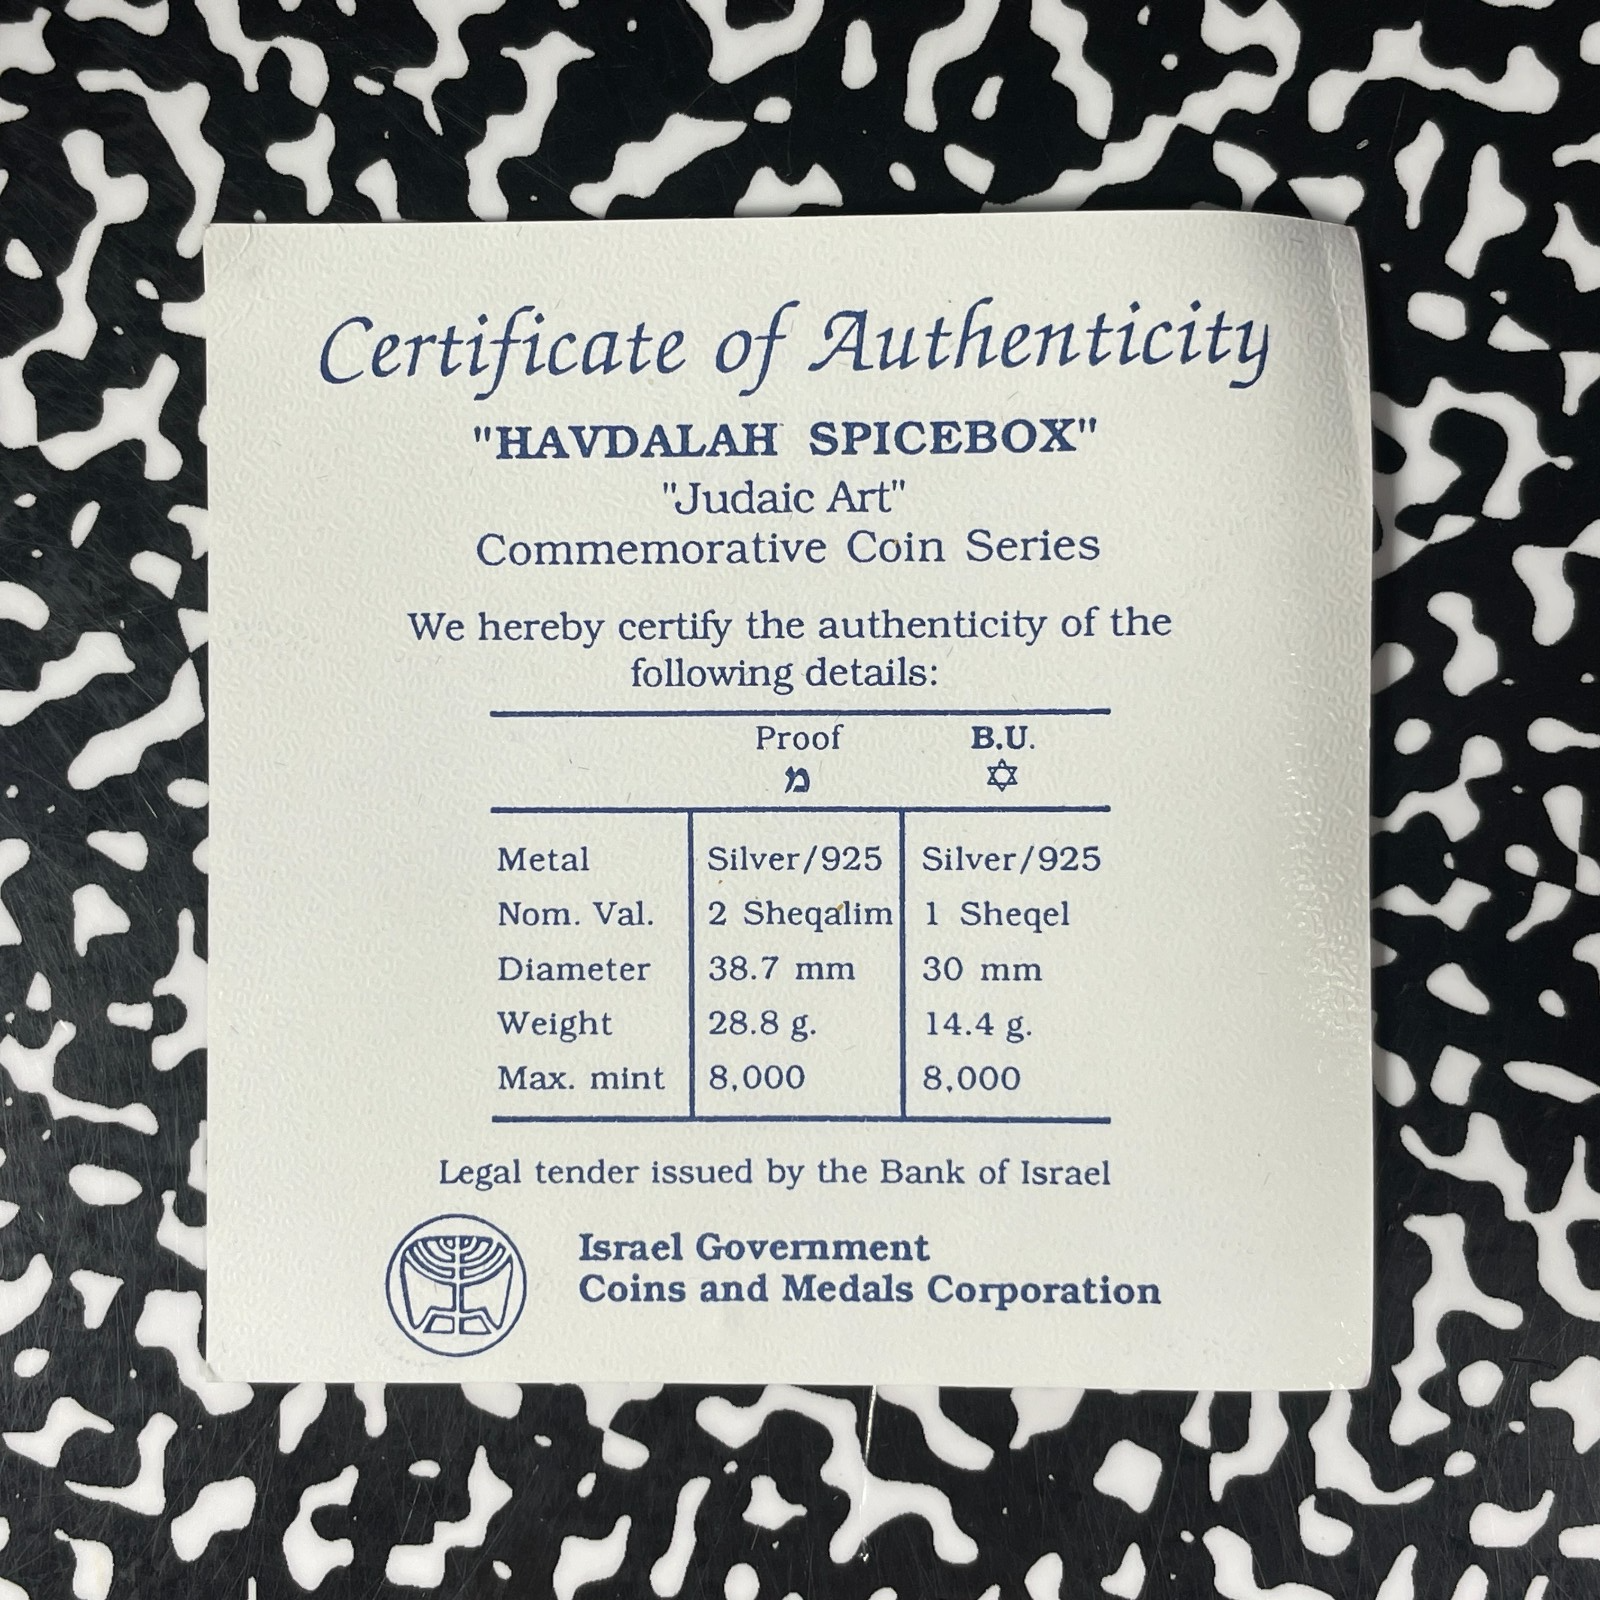 Certificate of Authenticity
"HAVDALAH SPICEBOX"
"Judaic Art"
Commemorative Coin Series
We hereby certify the authenticity of the
following details:
Proof B.U.
מ ✡
Metal Silver/925 Silver/925
Nom. Val. 2 Sheqalim 1 Sheqel
Diameter 38.7 mm 30 mm
Weight 28.8 g. 14.4 g.
Max. mint 8,000 8,000
Legal tender issued by the Bank of Israel
Israel Government
Coins and Medals Corporation